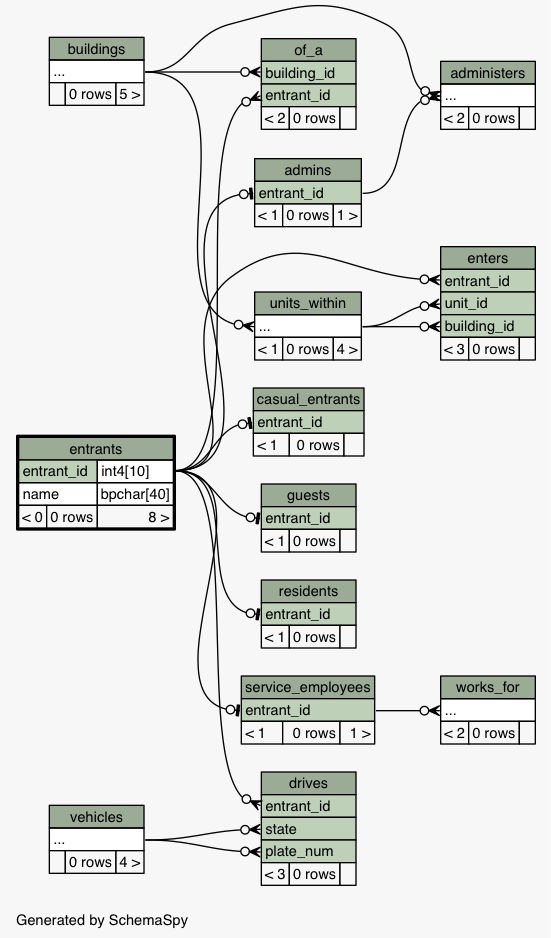 buildings
...
0 rows 5 >
of_a
building_id
entrant_id
< 2 0 rows
administers
...
< 2 0 rows
admins
entrant_id
< 1 0 rows 1 >
enters
entrant_id
unit_id
building_id
< 3 0 rows
units_within
...
< 1 0 rows 4 >
casual_entrants
entrant_id
< 1 0 rows
entrants
entrant_id int4[10]
name bpchar[40]
< 0 0 rows 8 >
guests
entrant_id
< 1 0 rows
residents
entrant_id
< 1 0 rows
service_employees
entrant_id
< 1 0 rows 1 >
works_for
...
< 2 0 rows
drives
entrant_id
state
plate_num
< 3 0 rows
vehicles
...
0 rows 4 >
Generated by SchemaSpy